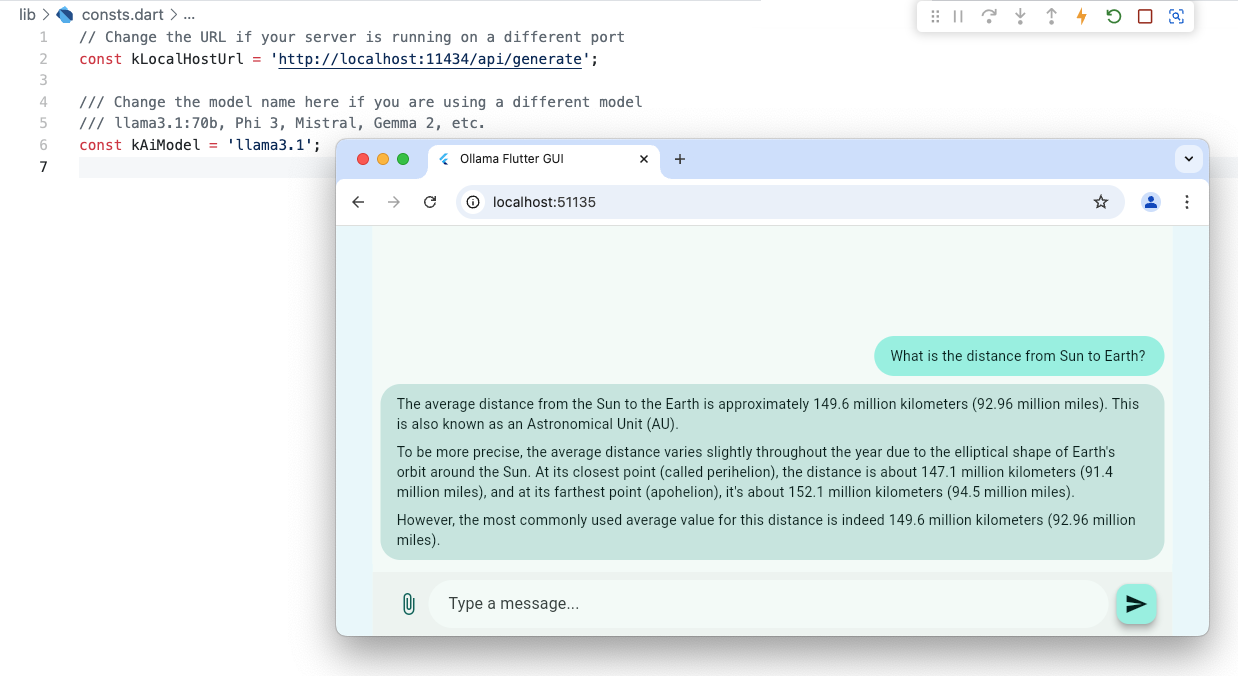 lib > consts.dart > ...
1 // Change the URL if your server is running on a different port
2 const kLocalHostUrl = 'http://localhost:11434/api/generate';
3
4 /// Change the model name here if you are using a different model
5 /// llama3.1:70b, Phi 3, Mistral, Gemma 2, etc.
6 const kAiModel = 'llama3.1';
7
Ollama Flutter GUI
localhost:51135
What is the distance from Sun to Earth?
The average distance from the Sun to the Earth is approximately 149.6 million kilometers (92.96 million miles). This
is also known as an Astronomical Unit (AU).
To be more precise, the average distance varies slightly throughout the year due to the elliptical shape of Earth's
orbit around the Sun. At its closest point (called perihelion), the distance is about 147.1 million kilometers (91.4
million miles), and at its farthest point (apohelion), it's about 152.1 million kilometers (94.5 million miles).
However, the most commonly used average value for this distance is indeed 149.6 million kilometers (92.96 million
miles).
Type a message...